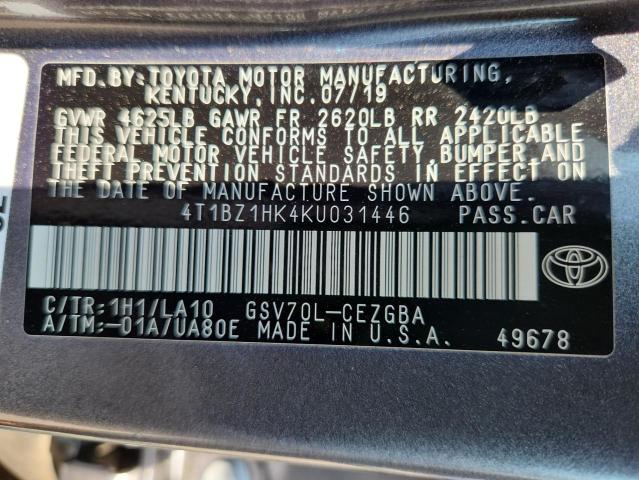 MFD.BY:TOYOTA MOTOR MANUFACTURING,
KENTUCKY, INC.07/19
GVWR 4625LB GAWR FR 2620LB RR 2420LB
THIS VEHICLE CONFORMS TO ALL APPLICABLE
FEDERAL MOTOR VEHICLE SAFETY,BUMPER,AND
THEFT PREVENTION STANDARDS IN EFFECT ON
THE DATE OF MANUFACTURE SHOWN ABOVE.
4T1BZ1HK4KU031446 PASS.CAR
C/TR:1H1/LA10 GSV70L-CEZGBA
A/TM:-01A/UA80E MADE IN U.S.A.
49678
TOYOTA